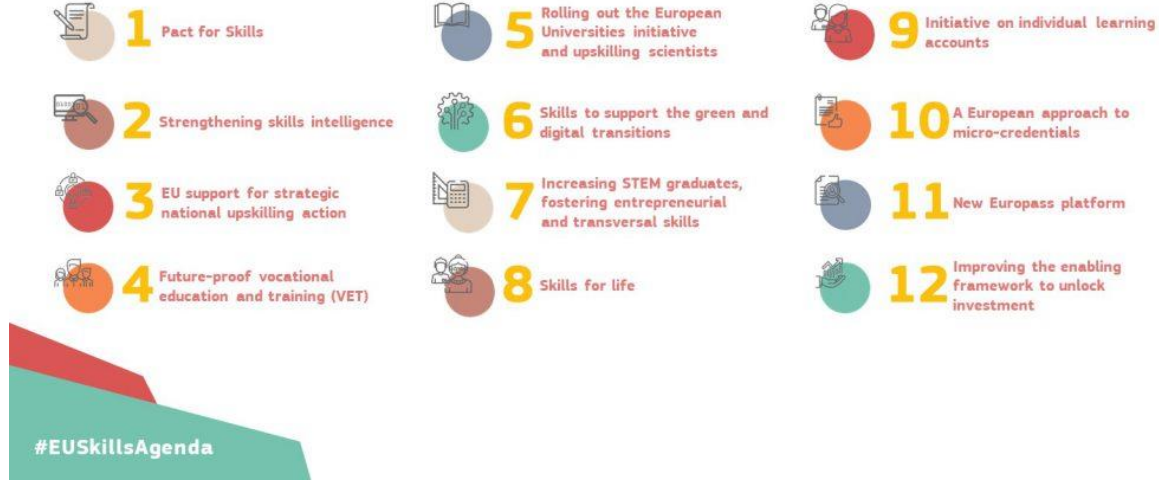 1 Pact for Skills
2 Strengthening skills intelligence
3 EU support for strategic
national upskilling action
4 Future-proof vocational
education and training (VET)
5 Rolling out the European
Universities initiative
and upskilling scientists
6 Skills to support the green and
digital transitions
7 Increasing STEM graduates,
fostering entrepreneurial
and transversal skills
8 Skills for life
9 Initiative on individual learning
accounts
10 A European approach to
micro-credentials
11 New Europass platform
12 Improving the enabling
framework to unlock
investment
#EUSkillsAgenda